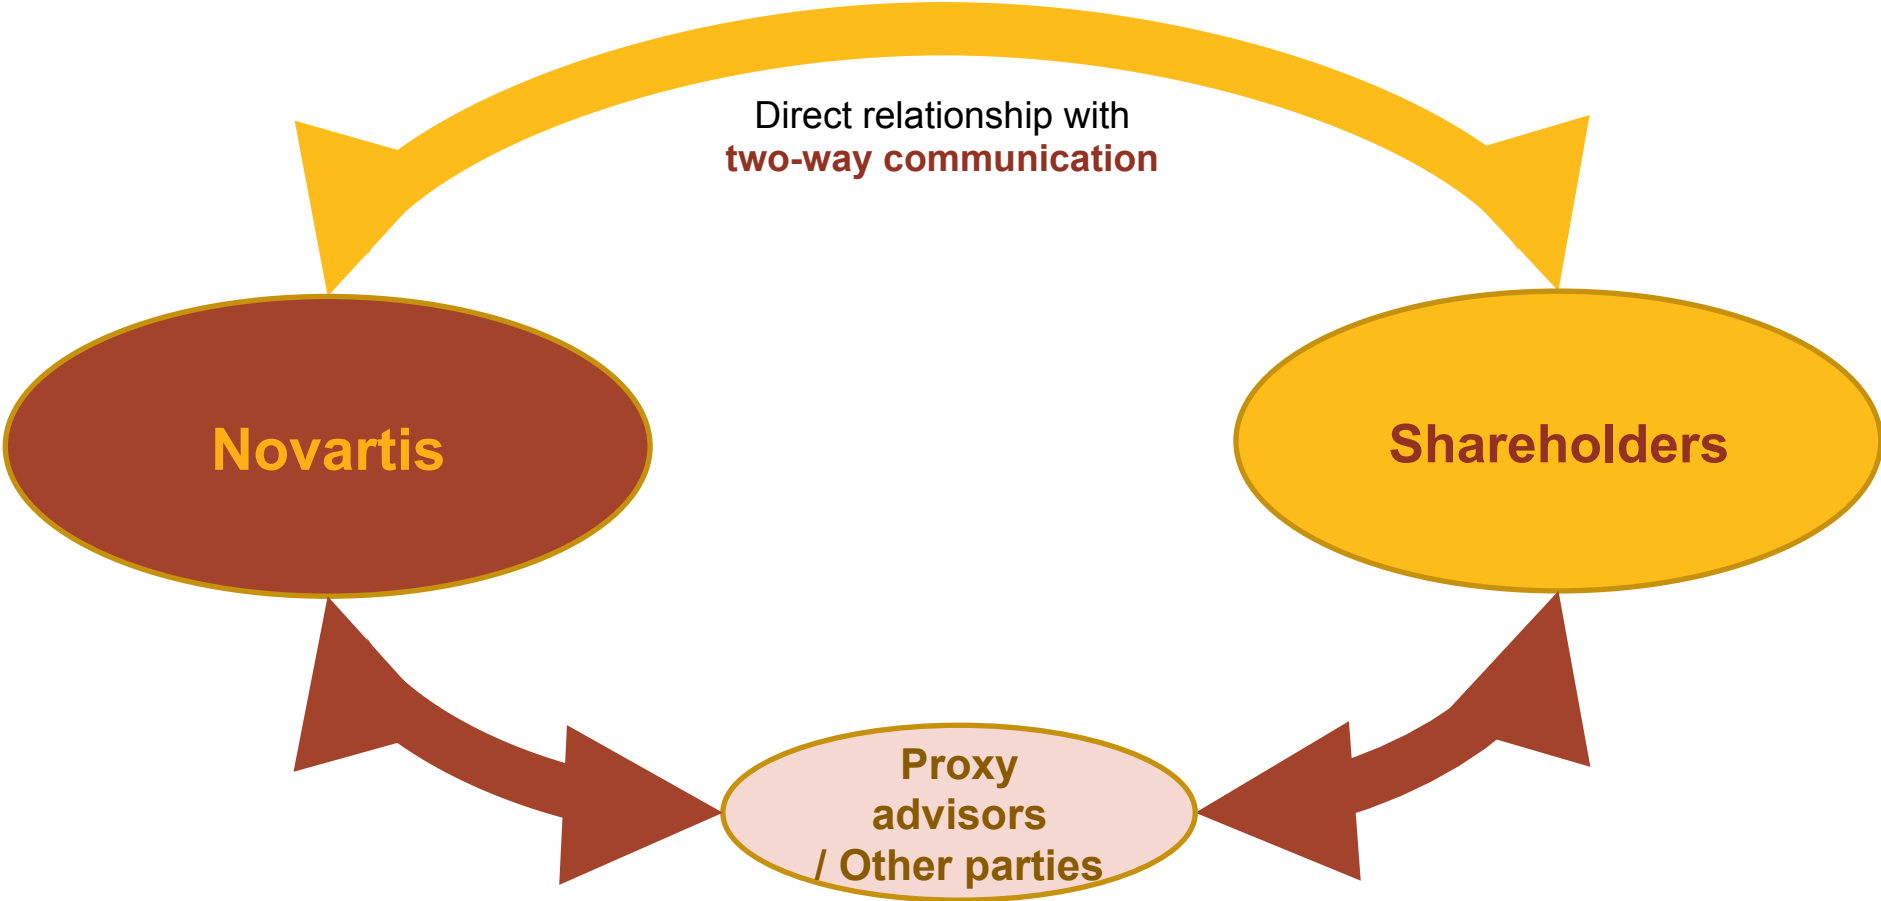 Direct relationship with
two-way communication
Novartis
Shareholders
Proxy
advisors
/ Other parties